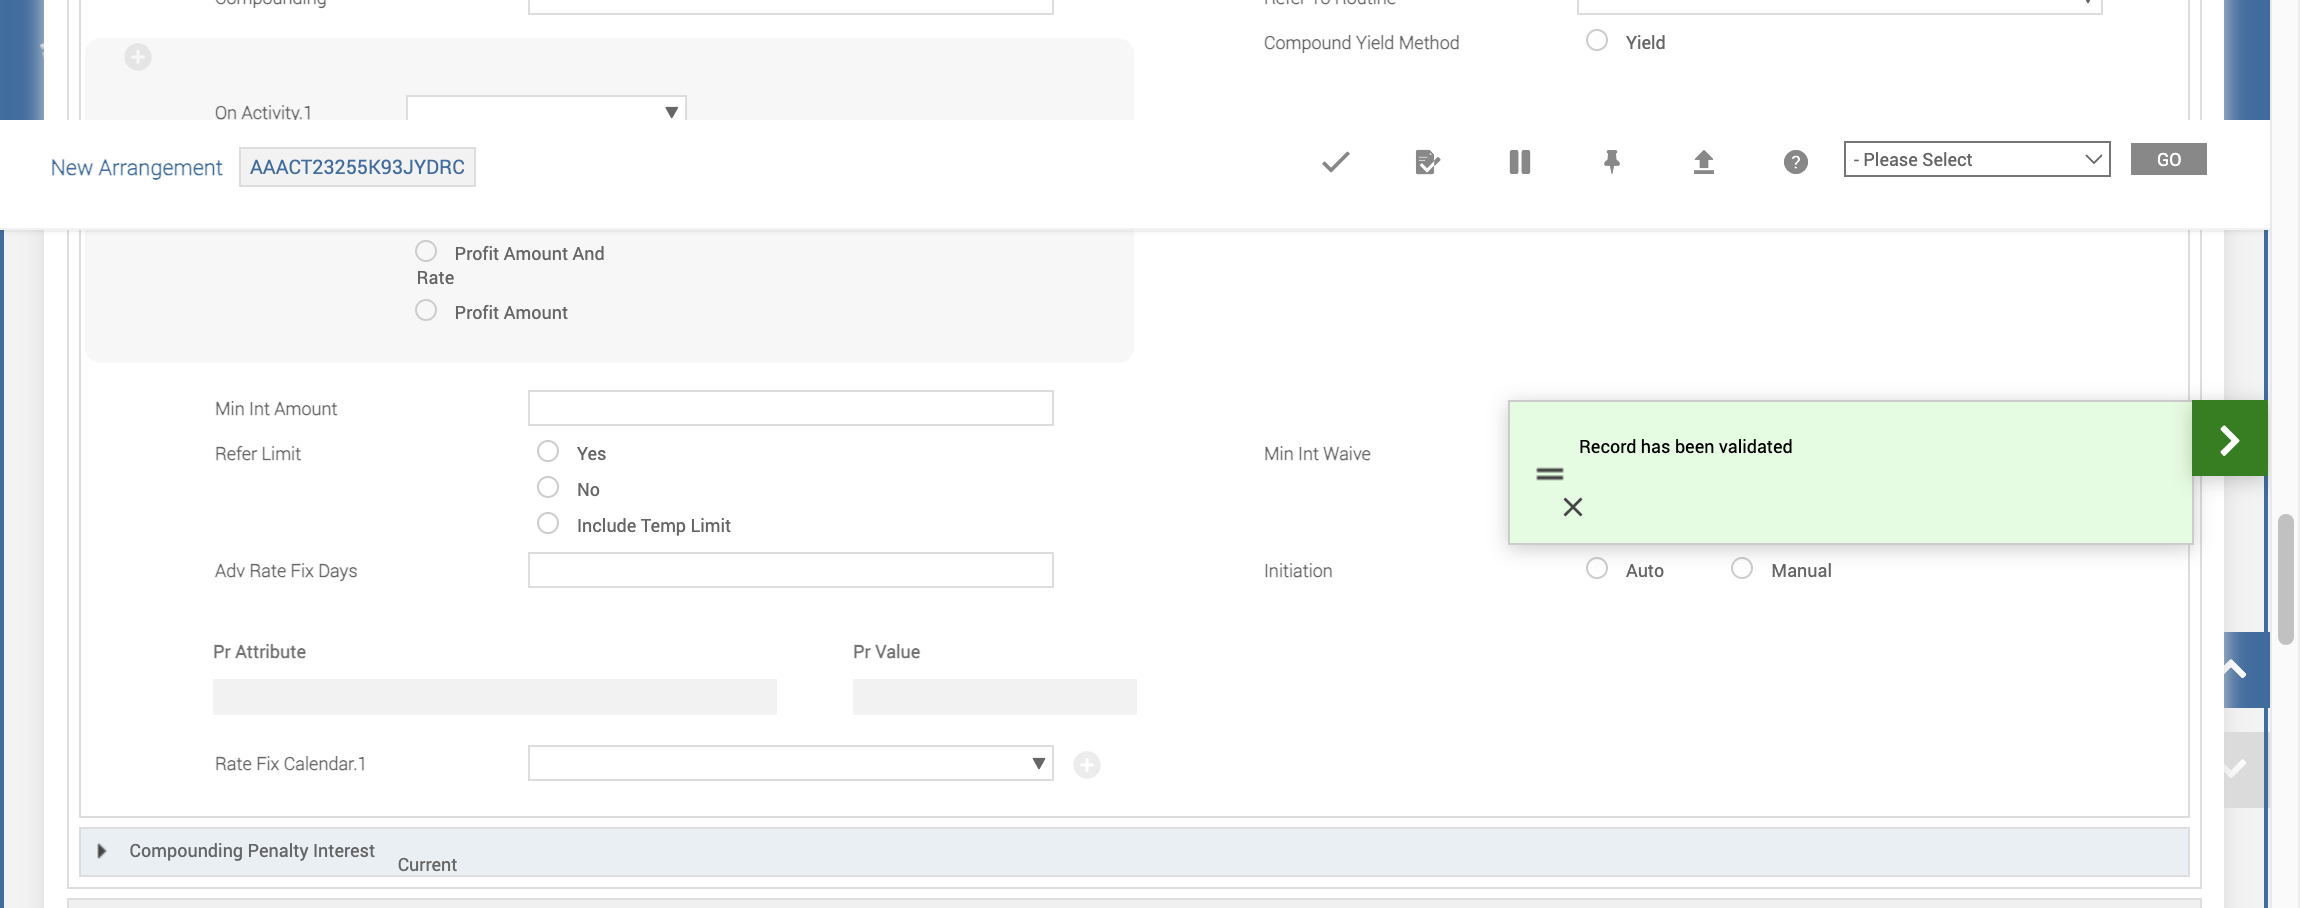 Compounding
Refer To Routine
Compound Yield Method
Yield
On Activity.1
New Arrangement AAACT23255K93JYDRC
- Please Select
GO
Profit Amount And
Rate
Profit Amount
Min Int Amount
Refer Limit
Yes
Min Int Waive
Record has been validated
No
Include Temp Limit
Adv Rate Fix Days
Initiation
Auto
Manual
Pr Attribute
Pr Value
Rate Fix Calendar.1
Compounding Penalty Interest
Current